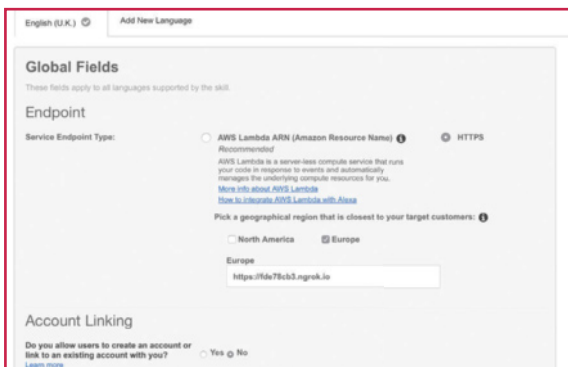 English (U.K.)
Add New Language
Global Fields
These fields apply to all languages supported by the skill.
Endpoint
Service Endpoint Type:
AWS Lambda ARN (Amazon Resource Name)
HTTPS
Recommended
AWS Lambda is a server-less compute service that runs
your code in response to events and automatically
manages the underlying compute resources for you.
More info about AWS Lambda
How to integrate AWS Lambda with Alexa
Pick a geographical region that is closest to your target customers:
North America
Europe
Europe
https://fde78cb3.ngrok.io
Account Linking
Do you allow users to create an account or
link to an existing account with you?
Yes
No
Learn more